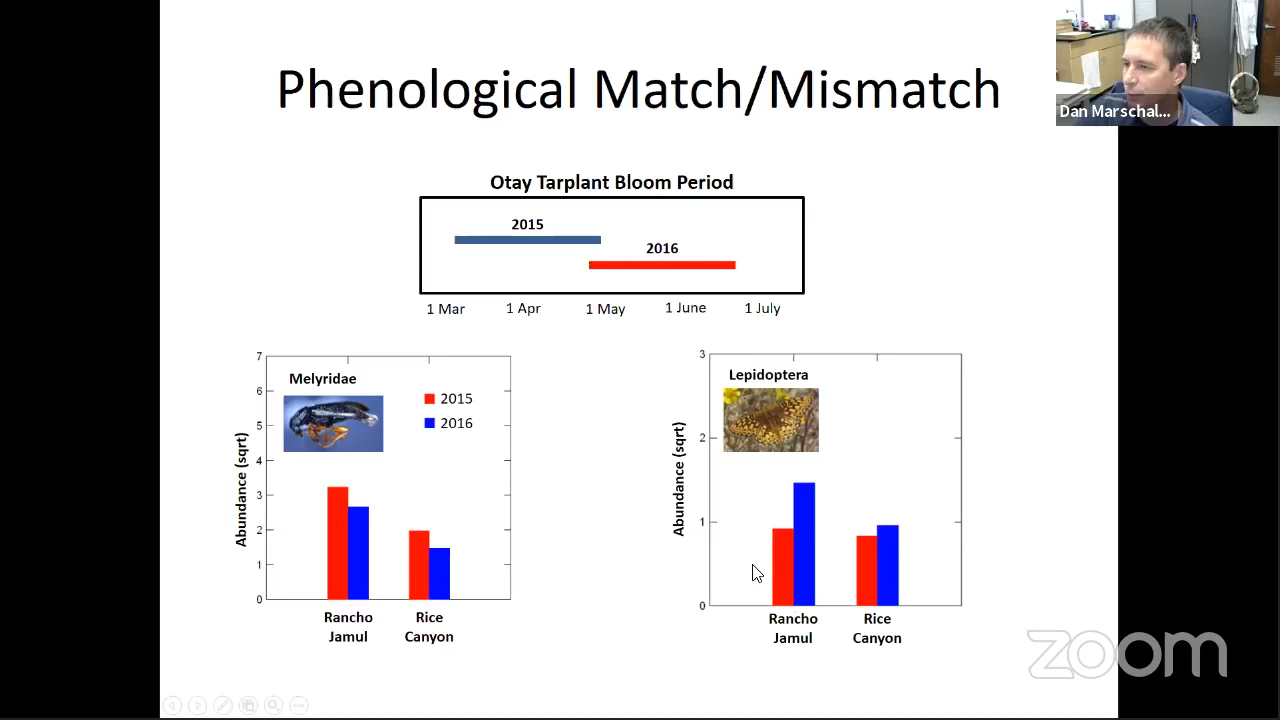 Phenological Match/Mismatch
Dan Marschal...
Otay Tarplant Bloom Period
2015
2016
1 Mar 1 Apr 1 May 1 June 1 July
Melyridae
2015
2016
Abundance (sqrt)
7
6
5
4
3
2
1
0
Rancho Jamul
Rice Canyon
Lepidoptera
Abundance (sqrt)
3
2
1
0
Rancho Jamul
Rice Canyon
zoom